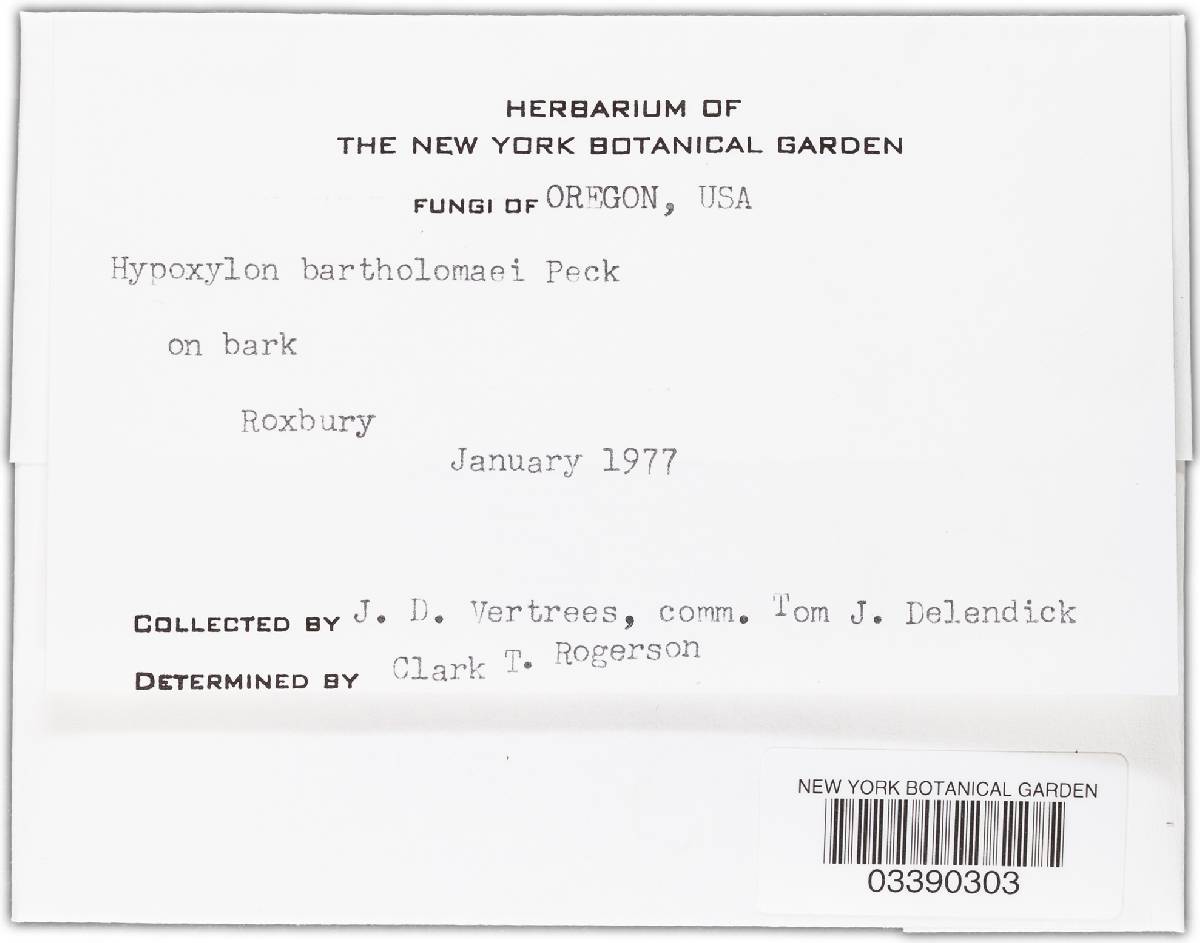 HERBARIUM OF
THE NEW YORK BOTANICAL GARDEN
FUNGI OF OREGON, USA
Hypoxylon bartholomaei Peck
on bark
Roxbury
January 1977
COLLECTED BY J. D. Vertrees, comm. Tom J. Delendick
DETERMINED BY Clark T. Rogerson
NEW YORK BOTANICAL GARDEN
03390303